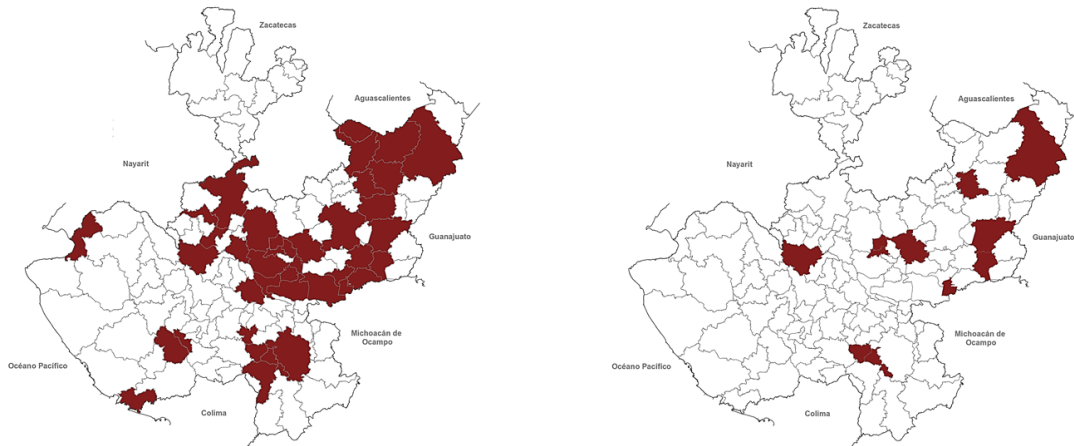 Zacatecas
Aguascalientes
Nayarit
Guanajuato
Michoacán de
Ocampo
Océano Pacífico
Colima
Zacatecas
Aguascalientes
Nayarit
Guanajuato
Michoacán de
Ocampo
Océano Pacífico
Colima